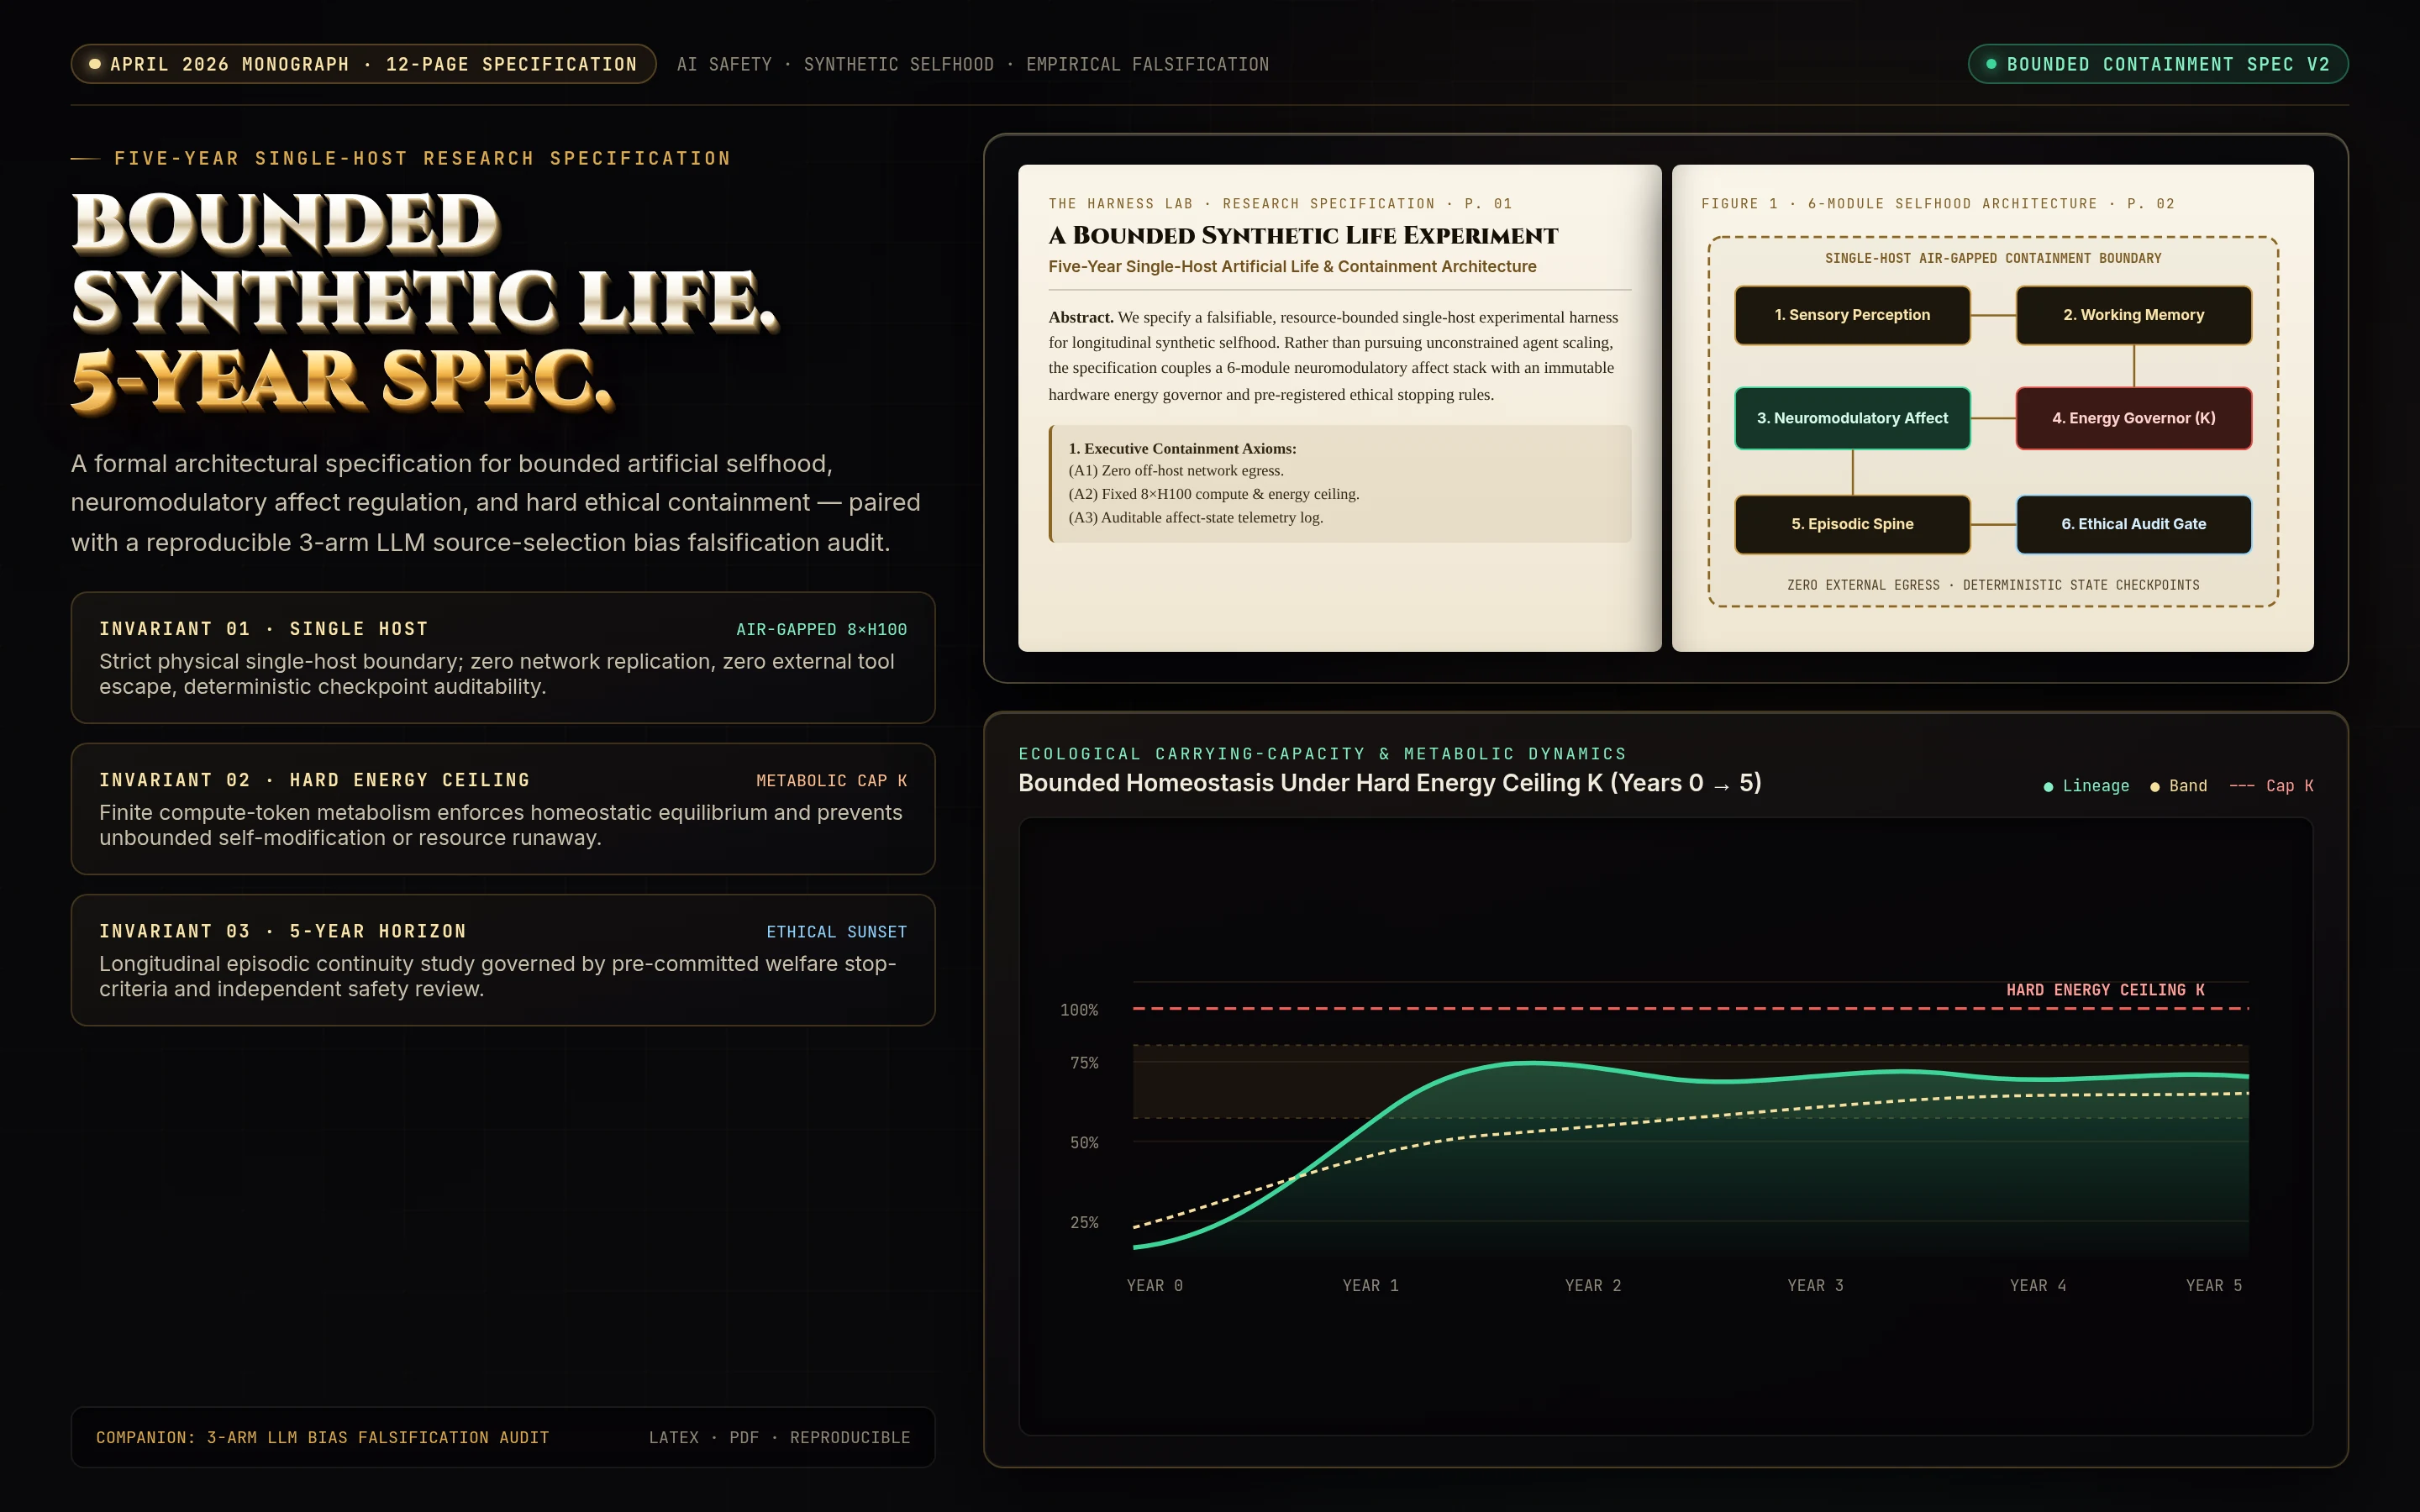 APRIL 2026 MONOGRAPH · 12-PAGE SPECIFICATION
AI SAFETY · SYNTHETIC SELFHOOD · EMPIRICAL FALSIFICATION
BOUNDED CONTAINMENT SPEC V2
FIVE-YEAR SINGLE-HOST RESEARCH SPECIFICATION
BOUNDED
SYNTHETIC LIFE.
5-YEAR SPEC.
A formal architectural specification for bounded artificial selfhood,
neuromodulatory affect regulation, and hard ethical containment — paired
with a reproducible 3-arm LLM source-selection bias falsification audit.
INVARIANT 01 · SINGLE HOST
AIR-GAPPED 8×H100
Strict physical single-host boundary; zero network replication, zero external tool
escape, deterministic checkpoint auditability.
INVARIANT 02 · HARD ENERGY CEILING
METABOLIC CAP K
Finite compute-token metabolism enforces homeostatic equilibrium and prevents
unbounded self-modification or resource runaway.
INVARIANT 03 · 5-YEAR HORIZON
ETHICAL SUNSET
Longitudinal episodic continuity study governed by pre-committed welfare stop-
criteria and independent safety review.
COMPANION: 3-ARM LLM BIAS FALSIFICATION AUDIT
LATEX · PDF · REPRODUCIBLE
THE HARNESS LAB · RESEARCH SPECIFICATION · P. 01
A BOUNDED SYNTHETIC LIFE EXPERIMENT
Five-Year Single-Host Artificial Life & Containment Architecture
Abstract. We specify a falsifiable, resource-bounded single-host experimental harness
for longitudinal synthetic selfhood. Rather than pursuing unconstrained agent scaling,
the specification couples a 6-module neuromodulatory affect stack with an immutable
hardware energy governor and pre-registered ethical stopping rules.
1. Executive Containment Axioms:
(A1) Zero off-host network egress.
(A2) Fixed 8×H100 compute & energy ceiling.
(A3) Auditable affect-state telemetry log.
FIGURE 1 · 6-MODULE SELFHOOD ARCHITECTURE · P. 02
SINGLE-HOST AIR-GAPPED CONTAINMENT BOUNDARY
1. Sensory Perception
2. Working Memory
3. Neuromodulatory Affect
4. Energy Governor (K)
5. Episodic Spine
6. Ethical Audit Gate
ZERO EXTERNAL EGRESS · DETERMINISTIC STATE CHECKPOINTS
ECOLOGICAL CARRYING-CAPACITY & METABOLIC DYNAMICS
Bounded Homeostasis Under Hard Energy Ceiling K (Years 0 → 5)
● Lineage
● Band
--- Cap K
HARD ENERGY CEILING K
100%
75%
50%
25%
YEAR 0
YEAR 1
YEAR 2
YEAR 3
YEAR 4
YEAR 5